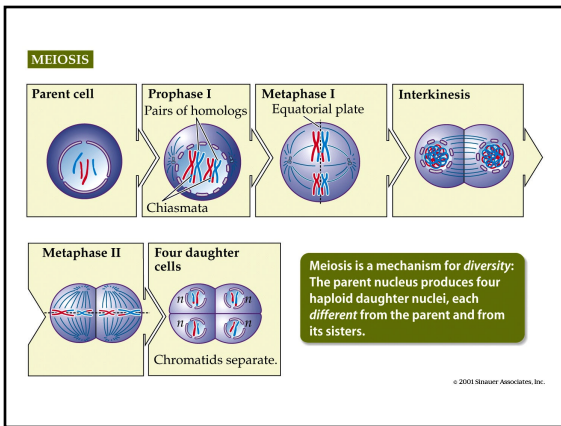 MEIOSIS
Parent cell
Prophase I
Pairs of homologs
Chiasmata
Metaphase I
Equatorial plate
Interkinesis
Metaphase II
Four daughter
cells
n
n
n
n
Chromatids separate.
Meiosis is a mechanism for diversity:
The parent nucleus produces four
haploid daughter nuclei, each
different from the parent and from
its sisters.
© 2001 Sinauer Associates, Inc.